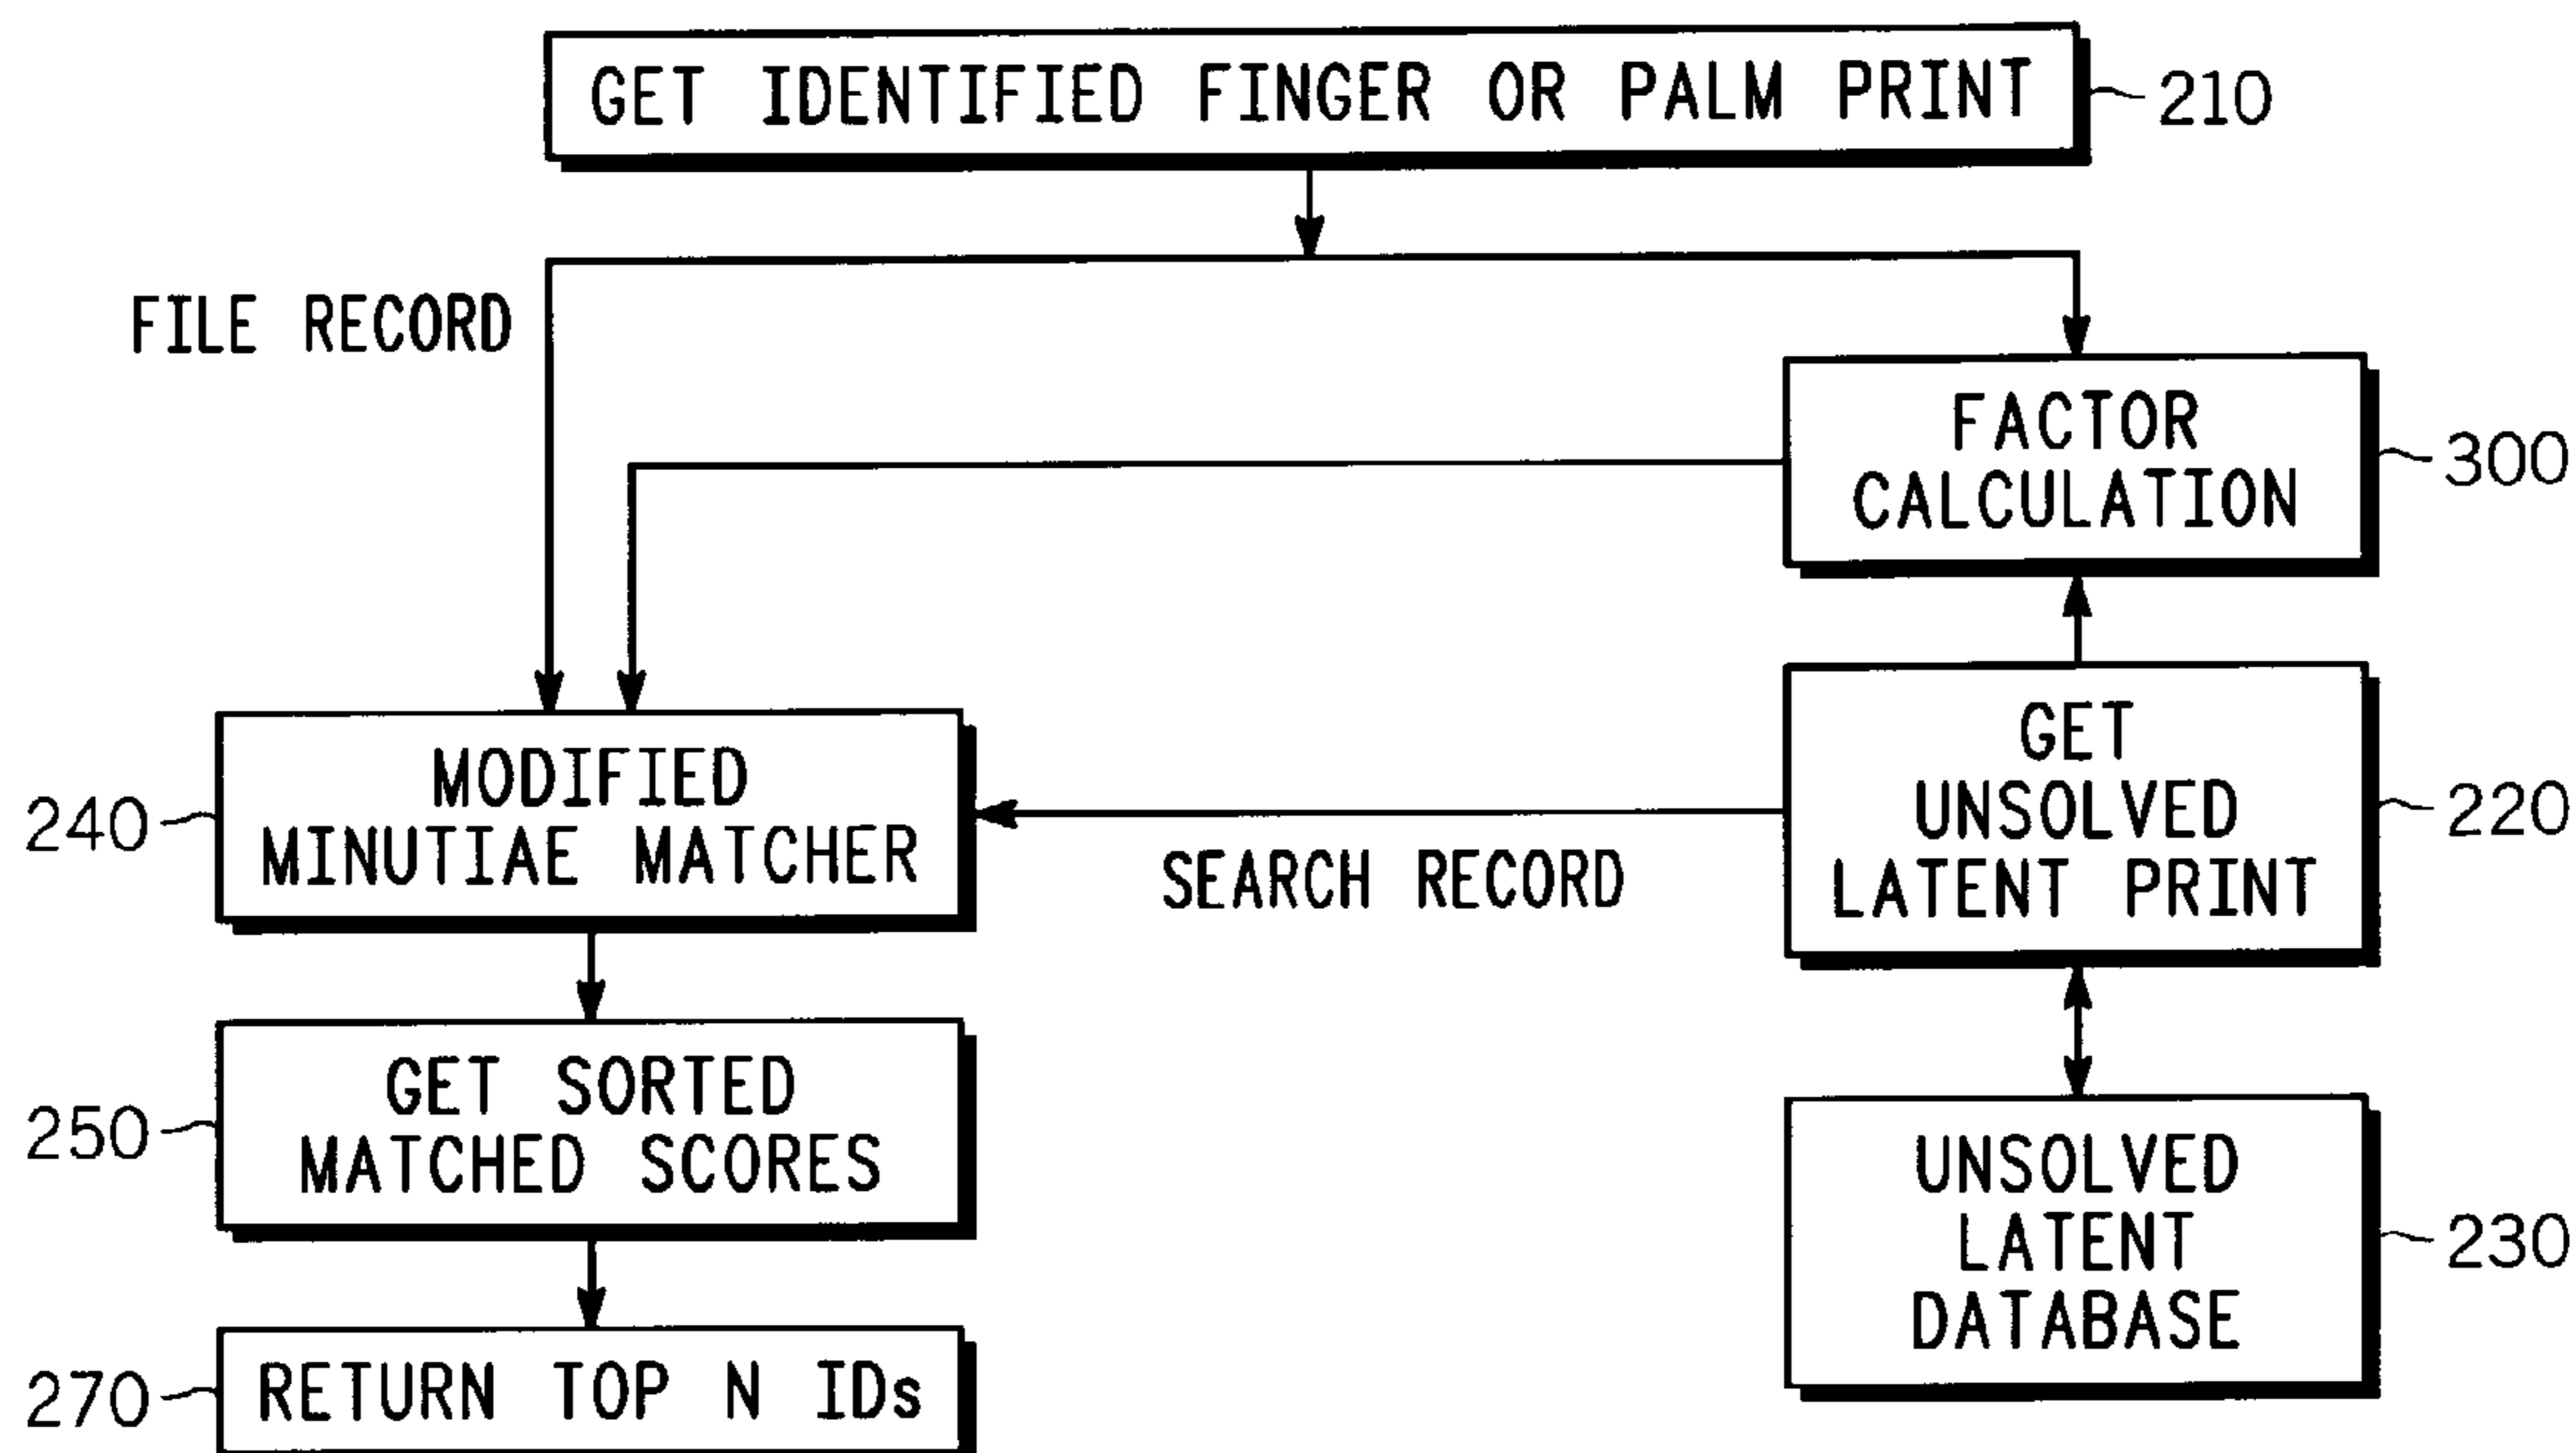 GET IDENTIFIED FINGER OR PALM PRINT
210
FILE RECORD
FACTOR
CALCULATION
300
MODIFIED
MINUTIAE MATCHER
240
SEARCH RECORD
GET
UNSOLVED
LATENT PRINT
220
GET SORTED
MATCHED SCORES
250
UNSOLVED
LATENT
DATABASE
230
RETURN TOP N IDs
270